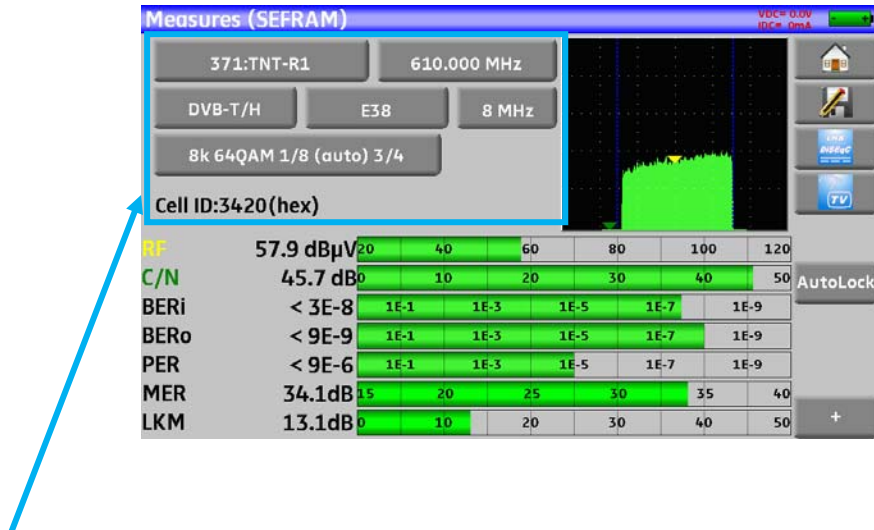 Measures (SEFRAM)
VDC= 0.0V
IDC= 0mA
- +
371:TNT-R1 610.000 MHz
DVB-T/H E38 8 MHz
8k 64QAM 1/8 (auto) 3/4
Cell ID:3420(hex)
DiSEqC
TV
RF 57.9 dBµV 20 40 60 80 100 120
C/N 45.7 dB 0 10 20 30 40 50
AutoLock
BERi < 3E-8 1E-1 1E-3 1E-5 1E-7 1E-9
BERo < 9E-9 1E-1 1E-3 1E-5 1E-7 1E-9
PER < 9E-6 1E-1 1E-3 1E-5 1E-7 1E-9
MER 34.1dB 15 20 25 30 35 40
LKM 13.1dB 0 10 20 30 40 50
+